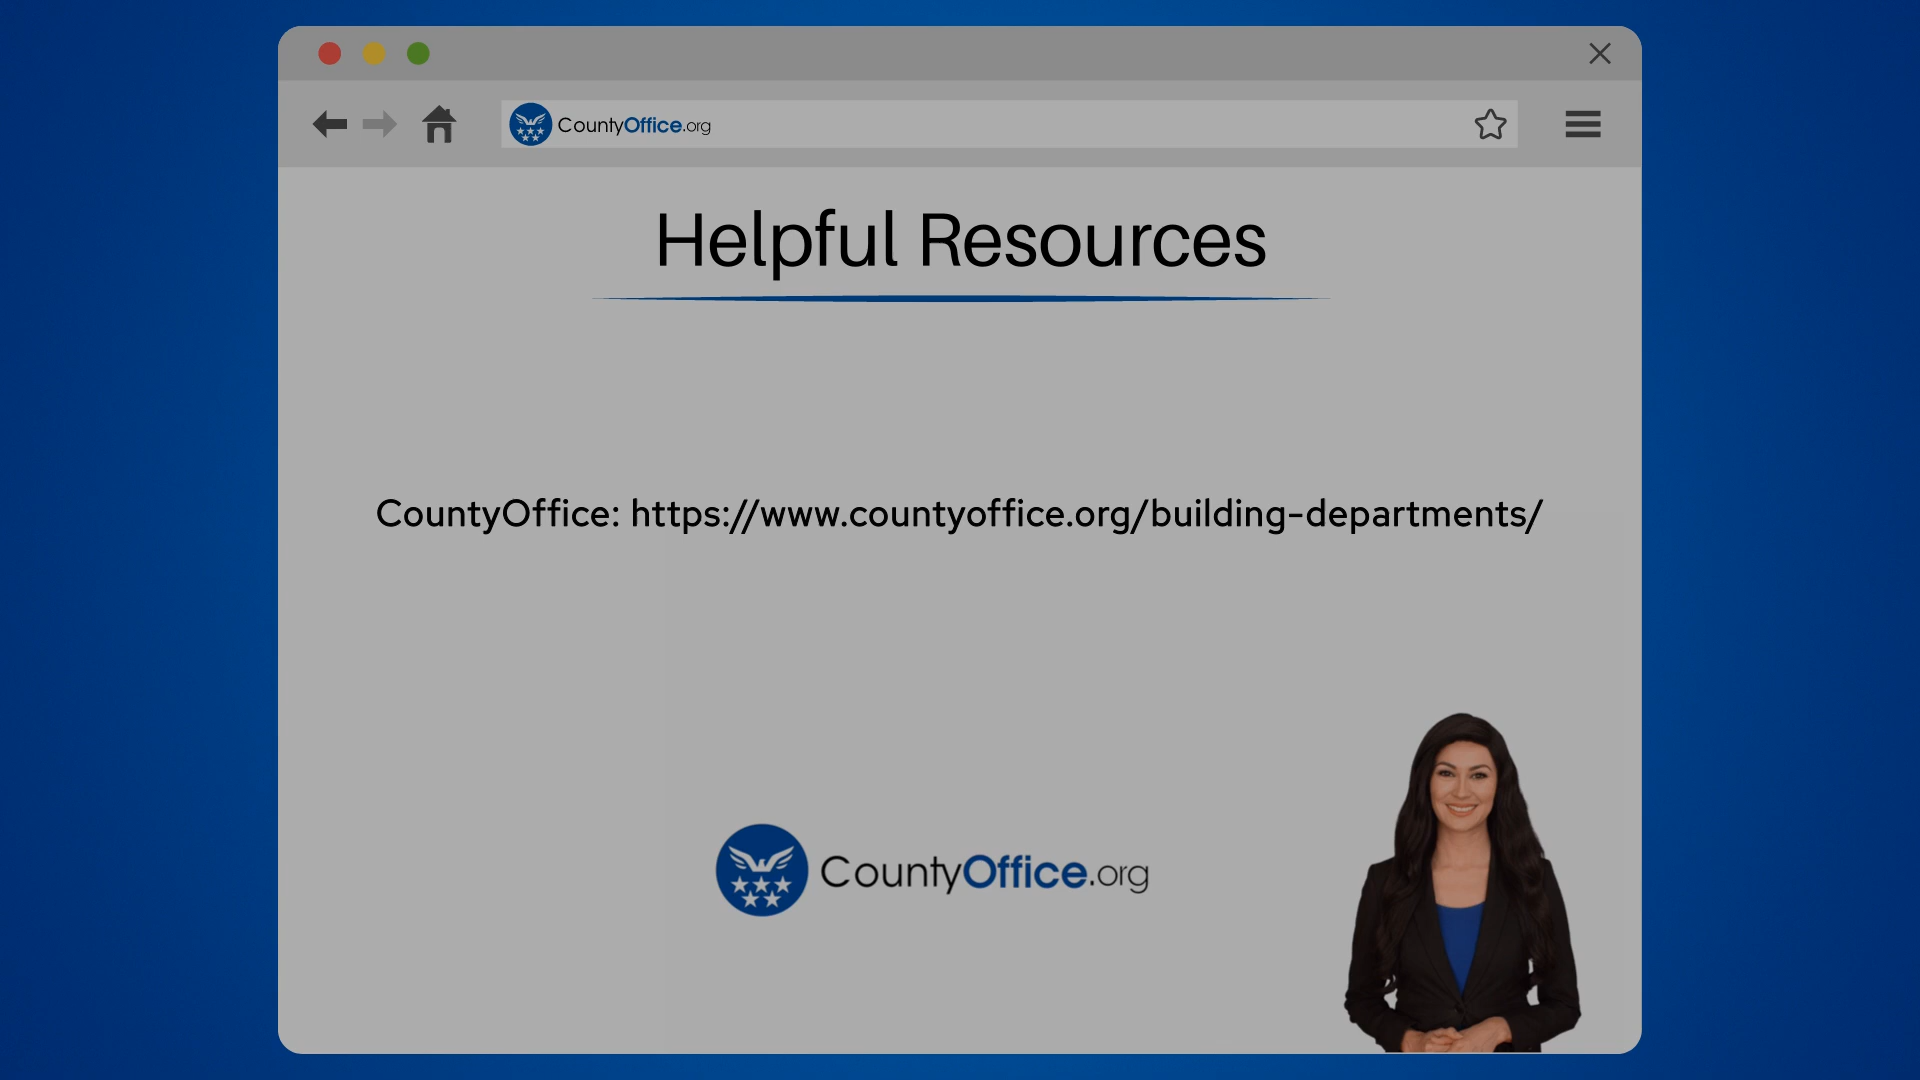 CountyOffice.org
Helpful Resources
CountyOffice: https://www.countyoffice.org/building-departments/
CountyOffice.org